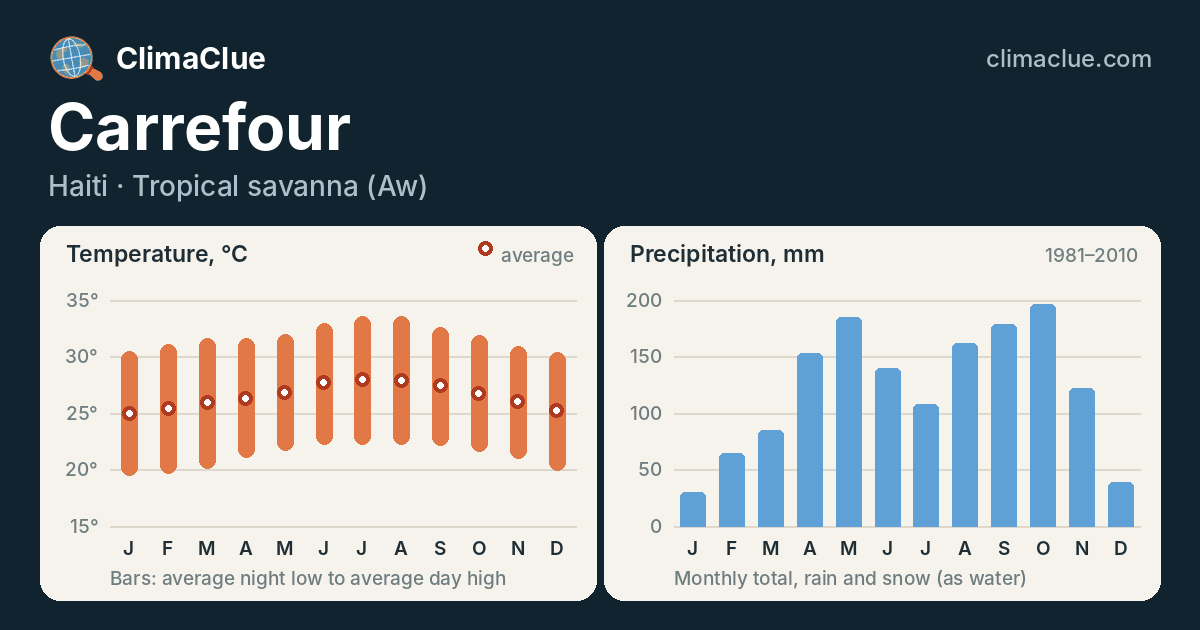 ClimaClue
climaclue.com
Carrefour
Haiti · Tropical savanna (Aw)
Temperature, °C
average
35°
30°
25°
20°
15°
J F M A M J J A S O N D
Bars: average night low to average day high
Precipitation, mm
1981–2010
200
150
100
50
0
J F M A M J J A S O N D
Monthly total, rain and snow (as water)